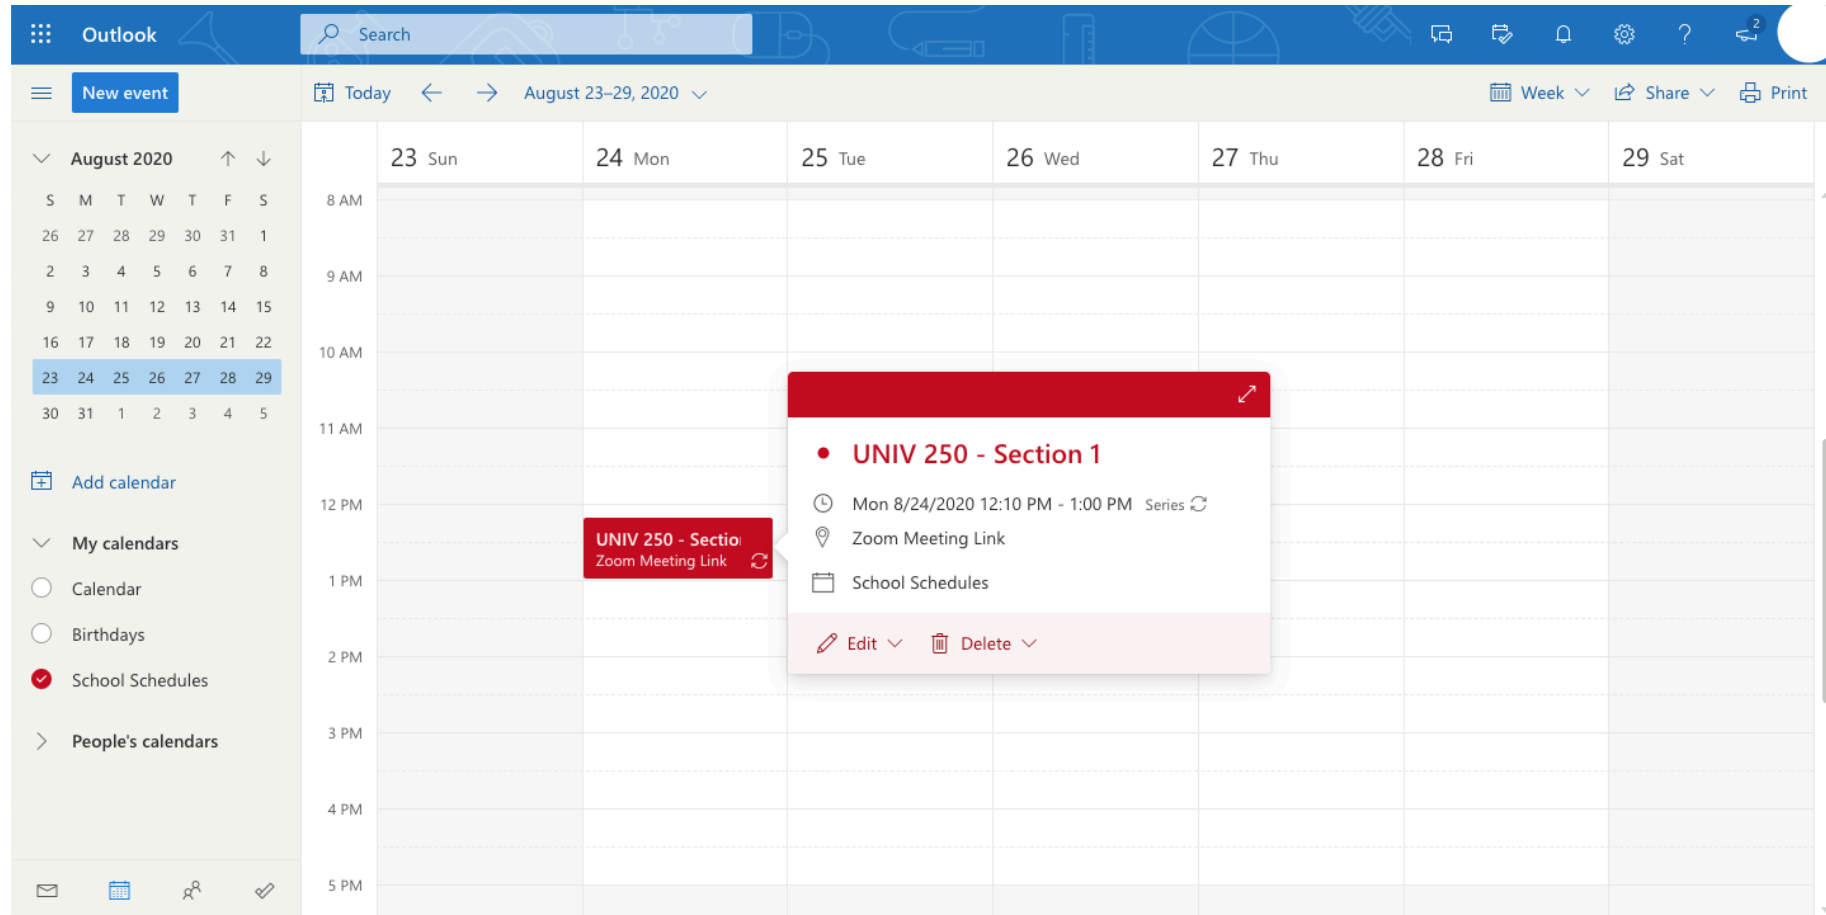 Outlook
Search
2
New event
Today
August 23–29, 2020
Week
Share
Print
August 2020
S M T W T F S
26 27 28 29 30 31 1
2 3 4 5 6 7 8
9 10 11 12 13 14 15
16 17 18 19 20 21 22
23 24 25 26 27 28 29
30 31 1 2 3 4 5
Add calendar
My calendars
Calendar
Birthdays
School Schedules
People's calendars
23 Sun
24 Mon
25 Tue
26 Wed
27 Thu
28 Fri
29 Sat
8 AM
9 AM
10 AM
11 AM
12 PM
1 PM
2 PM
3 PM
4 PM
5 PM
UNIV 250 - Sectio
Zoom Meeting Link
UNIV 250 - Section 1
Mon 8/24/2020 12:10 PM - 1:00 PM Series
Zoom Meeting Link
School Schedules
Edit
Delete